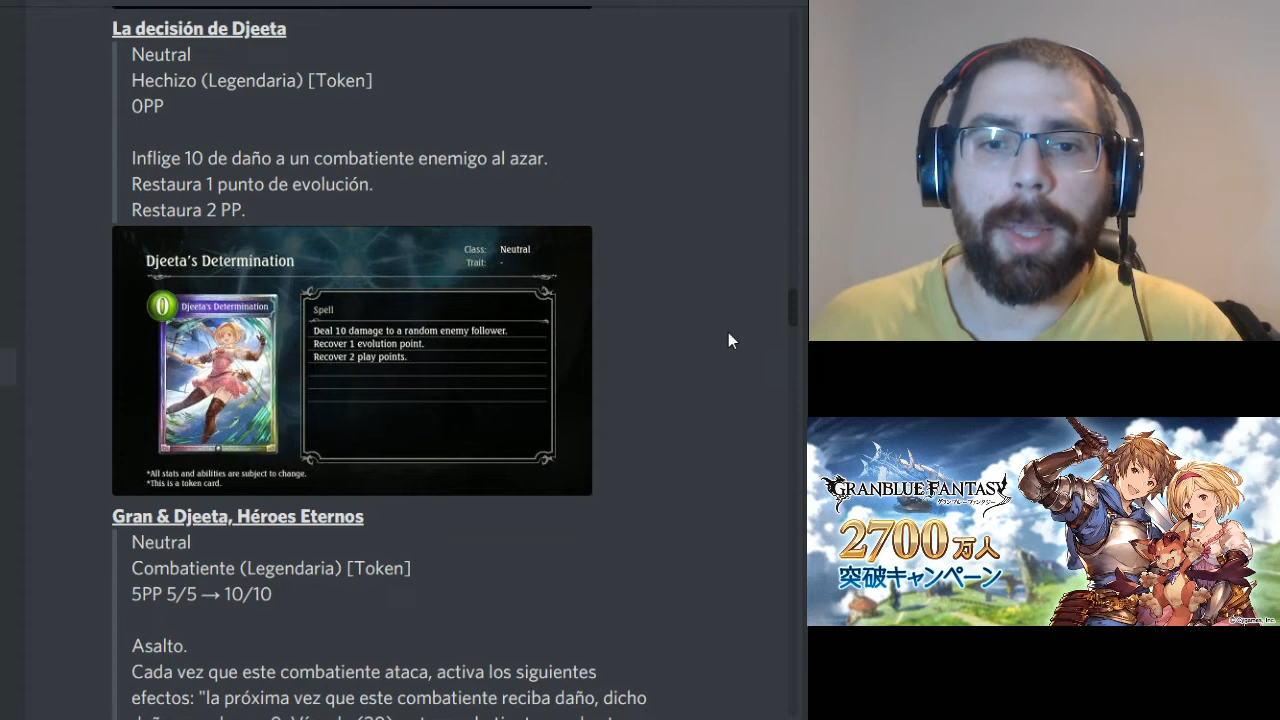 La decisión de Djeeta
Neutral
Hechizo (Legendaria) [Token]
0PP
Inflige 10 de daño a un combatiente enemigo al azar.
Restaura 1 punto de evolución.
Restaura 2 PP.
Djeeta's Determination
Class: Neutral
Trait: -
0 Djeeta's Determination
Spell
Deal 10 damage to a random enemy follower.
Recover 1 evolution point.
Recover 2 play points.
*All stats and abilities are subject to change.
*This is a token card.
Gran & Djeeta, Héroes Eternos
Neutral
Combatiente (Legendaria) [Token]
5PP 5/5 → 10/10
Asalto.
Cada vez que este combatiente ataca, activa los siguientes
efectos: "la próxima vez que este combatiente reciba daño, dicho
GRANBLUE FANTASY
グランブルーファンタジー
2700万人
突破キャンペーン
© Cygames, Inc.